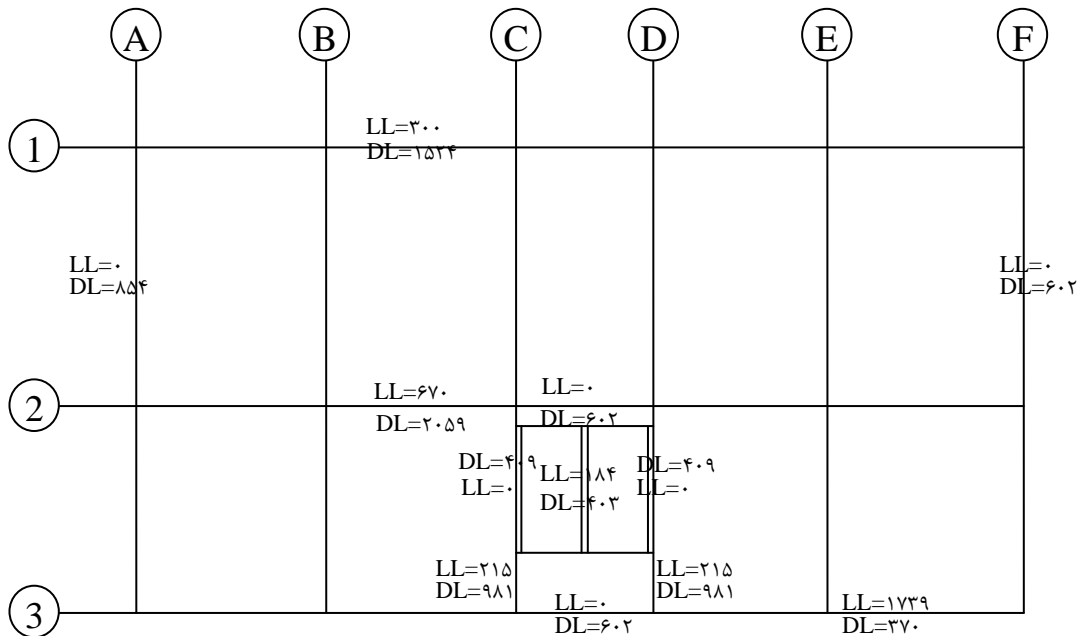 A B C D E F
1
LL=۳۰۰
DL=۱۵۲۴
LL=۰
DL=۸۵۴
LL=۰
DL=۶۰۲
2
LL=۶۷۰
DL=۲۰۵۹
LL=۰
DL=۶۰۲
DL=۴۰۹
LL=۰
LL=۱۸۴
DL=۴۰۳
DL=۴۰۹
LL=۰
LL=۲۱۵
DL=۹۸۱
LL=۲۱۵
DL=۹۸۱
3
LL=۰
DL=۶۰۲
LL=۱۷۳۹
DL=۳۷۰